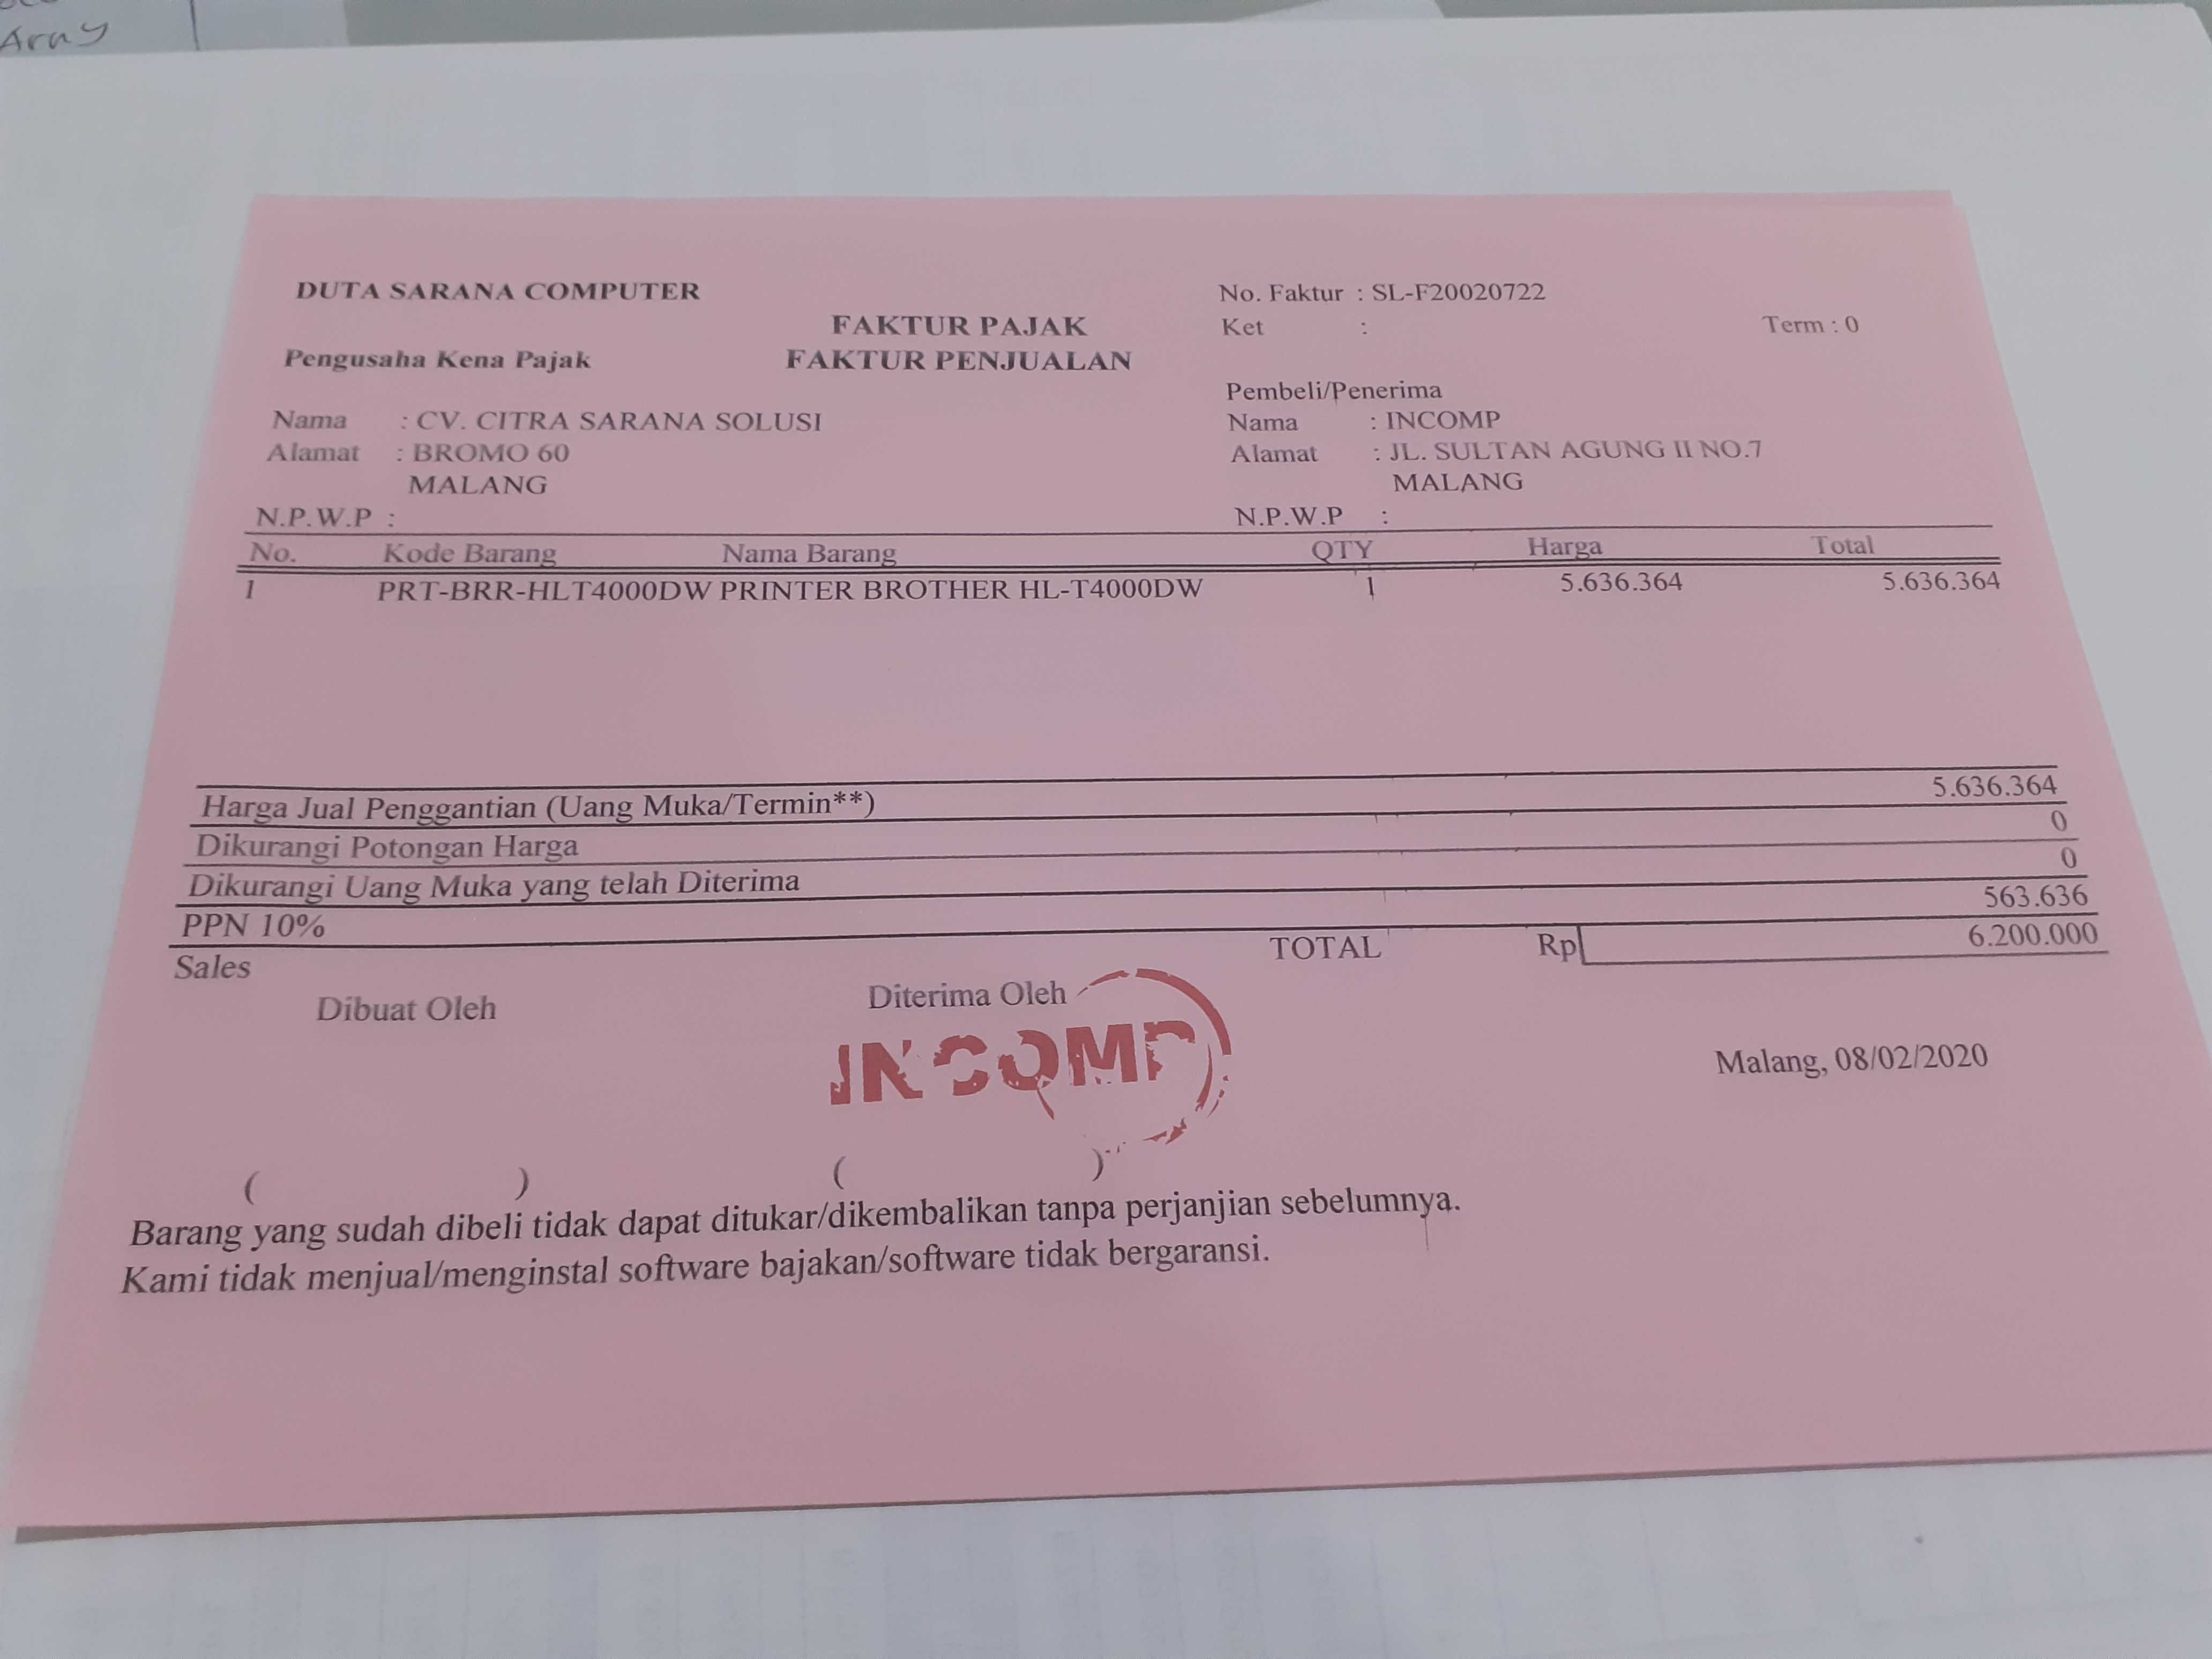 Arny
DUTA SARANA COMPUTER
No. Faktur : SL-F20020722
FAKTUR PAJAK
Ket :
Term : 0
Pengusaha Kena Pajak
FAKTUR PENJUALAN
Pembeli/Penerima
Nama : CV. CITRA SARANA SOLUSI
Nama : INCOMP
Alamat : BROMO 60
Alamat : JL. SULTAN AGUNG II NO.7
MALANG
MALANG
N.P.W.P :
N.P.W.P :
No. Kode Barang Nama Barang QTY Harga Total
1 PRT-BRR-HLT4000DW PRINTER BROTHER HL-T4000DW 1 5.636.364 5.636.364
Harga Jual Penggantian (Uang Muka/Termin**) 5.636.364
Dikurangi Potongan Harga 0
Dikurangi Uang Muka yang telah Diterima 0
PPN 10% 563.636
TOTAL Rp 6.200.000
Sales
Dibuat Oleh
Diterima Oleh
INCOMP
Malang, 08/02/2020
( ) ( )
Barang yang sudah dibeli tidak dapat ditukar/dikembalikan tanpa perjanjian sebelumnya.
Kami tidak menjual/menginstal software bajakan/software tidak bergaransi.